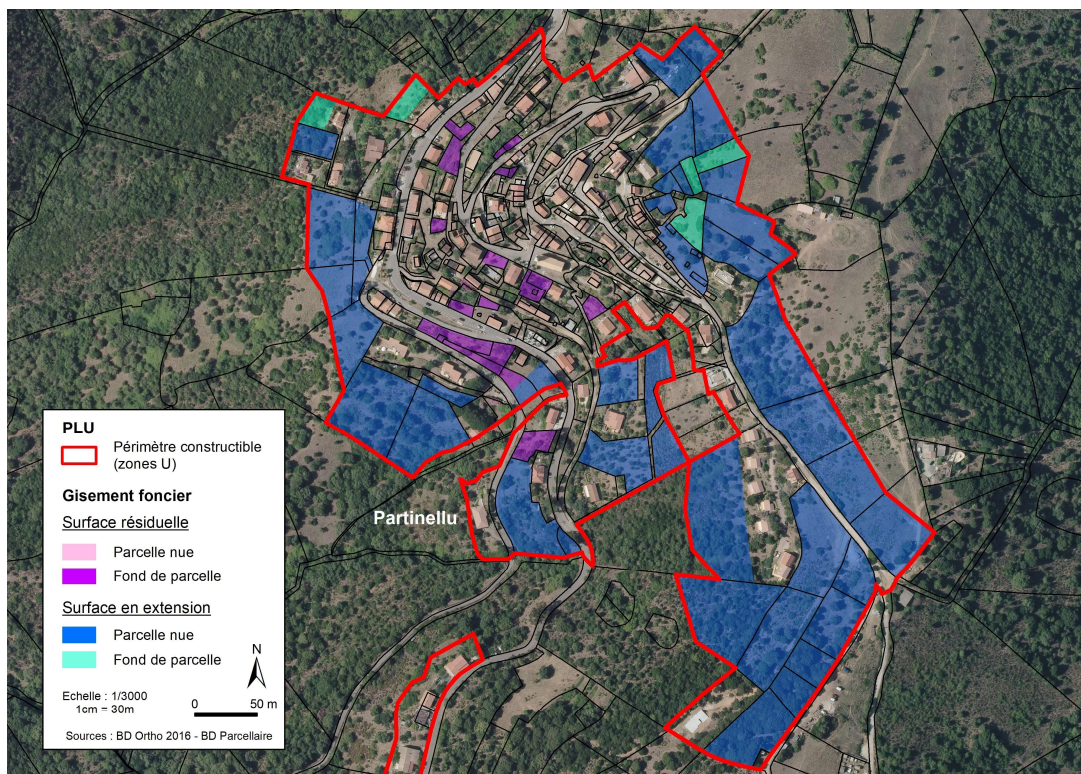 PLU
Périmètre constructible
(zones U)
Gisement foncier
Surface résiduelle
Parcelle nue
Fond de parcelle
Surface en extension
Parcelle nue
Fond de parcelle
N
Echelle : 1/3000
1cm = 30m
0 50 m
Sources : BD Ortho 2016 - BD Parcellaire
Partinellu